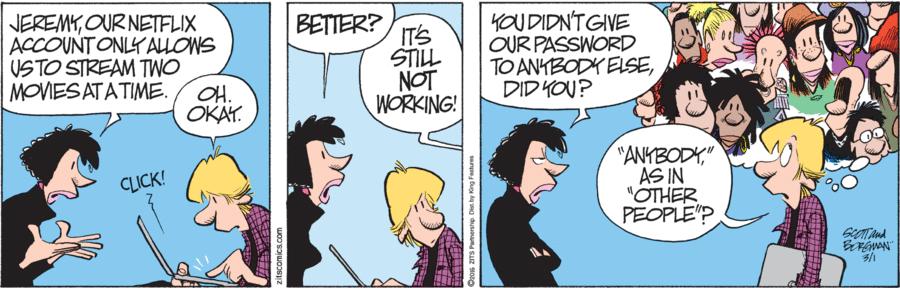 JEREMY, OUR NETFLIX
ACCOUNT ONLY ALLOWS
US TO STREAM TWO
MOVIES AT A TIME.
OH.
OKAY.
CLICK!
zitscomics.com
BETTER?
IT'S
STILL
NOT
WORKING!
©2016 ZITS Partnership. Dist. by King Features
YOU DIDN'T GIVE
OUR PASSWORD
TO ANYBODY ELSE,
DID YOU?
"ANYBODY,"
AS IN
"OTHER
PEOPLE"?
SCOTT and
BORGMAN
3/1